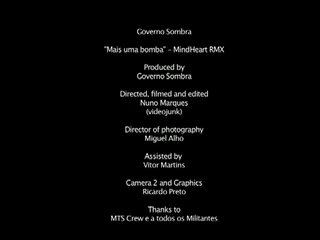 Governo Sombra
"Mais uma bomba" - MindHeart RMX
Produced by
Governo Sombra
Directed, filmed and edited
Nuno Marques
(videojunk)
Director of photography
Miguel Alho
Assisted by
Vitor Martins
Camera 2 and Graphics
Ricardo Preto
Thanks to
MTS Crew e a todos os Militantes